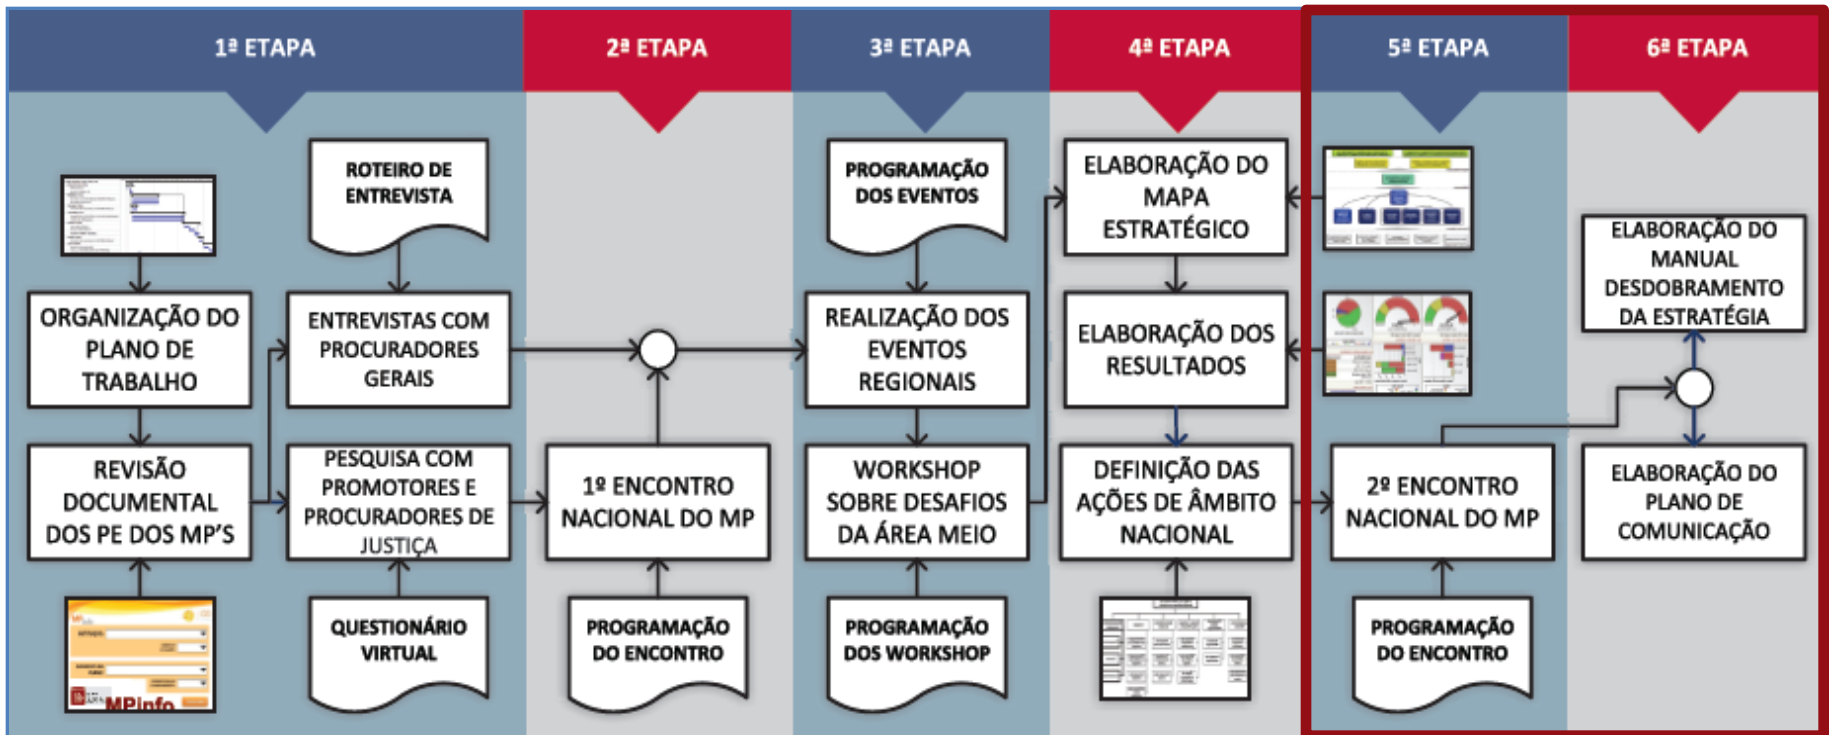 1ª ETAPA
2ª ETAPA
3ª ETAPA
4ª ETAPA
5ª ETAPA
6ª ETAPA
ROTEIRO DE
ENTREVISTA
ORGANIZAÇÃO DO
PLANO DE
TRABALHO
ENTREVISTAS COM
PROCURADORES
GERAIS
REVISÃO
DOCUMENTAL
DOS PE DOS MP'S
PESQUISA COM
PROMOTORES E
PROCURADORES DE
JUSTIÇA
MPinfo
QUESTIONÁRIO
VIRTUAL
1º ENCONTRO
NACIONAL DO MP
PROGRAMAÇÃO
DO ENCONTRO
PROGRAMAÇÃO
DOS EVENTOS
REALIZAÇÃO DOS
EVENTOS
REGIONAIS
WORKSHOP
SOBRE DESAFIOS
DA ÁREA MEIO
PROGRAMAÇÃO
DOS WORKSHOP
ELABORAÇÃO DO
MAPA
ESTRATÉGICO
ELABORAÇÃO DOS
RESULTADOS
DEFINIÇÃO DAS
AÇÕES DE ÂMBITO
NACIONAL
2º ENCONTRO
NACIONAL DO MP
PROGRAMAÇÃO
DO ENCONTRO
ELABORAÇÃO DO
MANUAL
DESDOBRAMENTO
DA ESTRATÉGIA
ELABORAÇÃO DO
PLANO DE
COMUNICAÇÃO